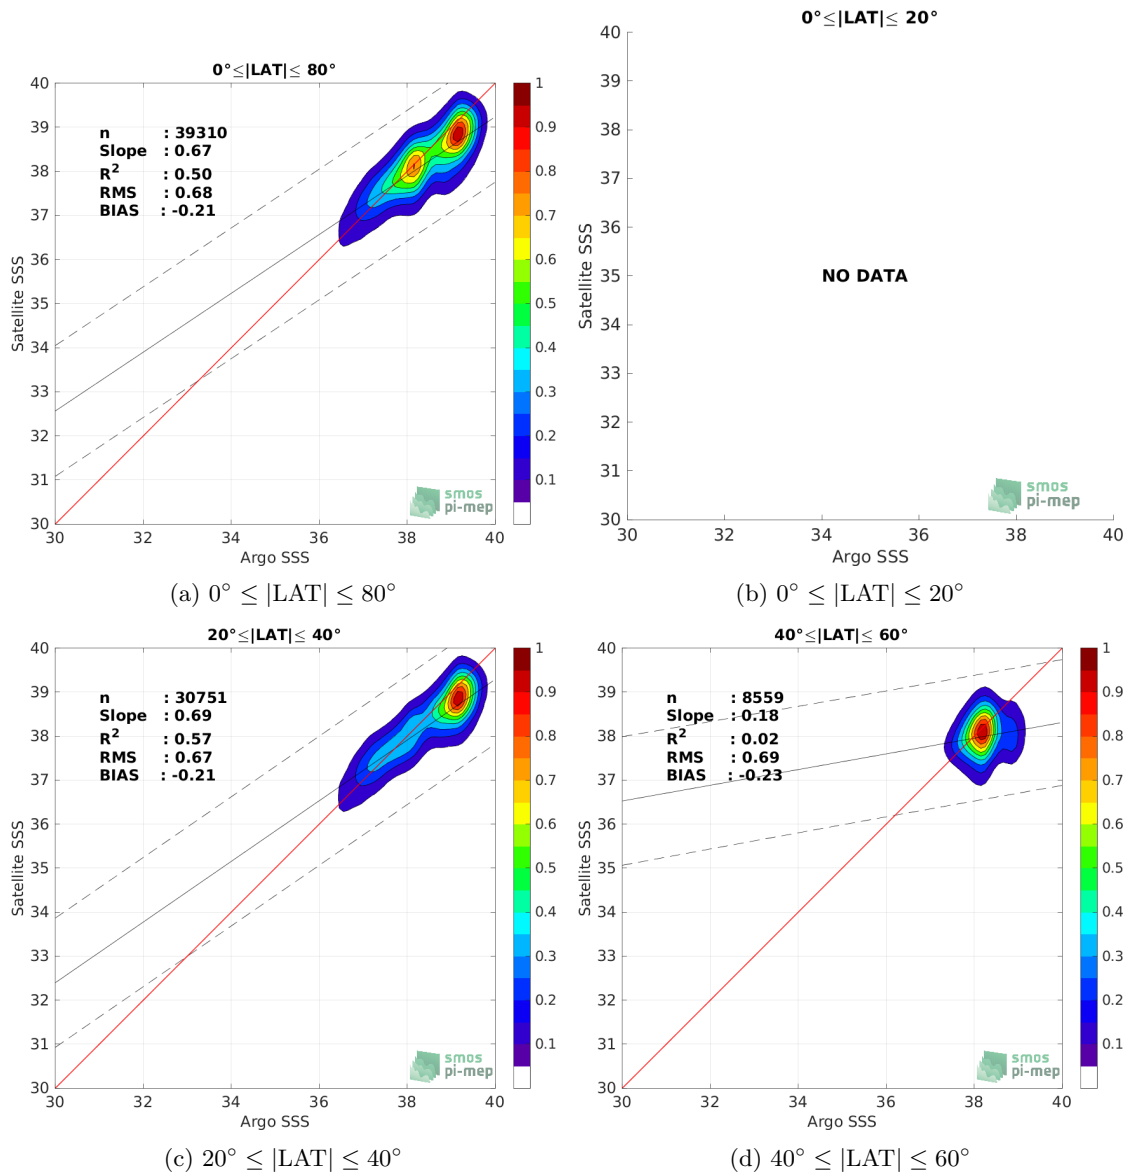 0°≤|LAT|≤ 80°
40
39
38
37
36
35
34
33
32
31
30
Satellite SSS
n : 39310
Slope : 0.67
R² : 0.50
RMS : 0.68
BIAS : -0.21
smos
pi-mep
30 32 34 36 38 40
Argo SSS
1
0.9
0.8
0.7
0.6
0.5
0.4
0.3
0.2
0.1
(a) 0° ≤ |LAT| ≤ 80°
0°≤|LAT|≤ 20°
40
39
38
37
36
35
34
33
32
31
30
Satellite SSS
NO DATA
smos
pi-mep
30 32 34 36 38 40
Argo SSS
(b) 0° ≤ |LAT| ≤ 20°
20°≤|LAT|≤ 40°
40
39
38
37
36
35
34
33
32
31
30
Satellite SSS
n : 30751
Slope : 0.69
R² : 0.57
RMS : 0.67
BIAS : -0.21
smos
pi-mep
30 32 34 36 38 40
Argo SSS
1
0.9
0.8
0.7
0.6
0.5
0.4
0.3
0.2
0.1
(c) 20° ≤ |LAT| ≤ 40°
40°≤|LAT|≤ 60°
40
39
38
37
36
35
34
33
32
31
30
Satellite SSS
n : 8559
Slope : 0.18
R² : 0.02
RMS : 0.69
BIAS : -0.23
smos
pi-mep
30 32 34 36 38 40
Argo SSS
1
0.9
0.8
0.7
0.6
0.5
0.4
0.3
0.2
0.1
(d) 40° ≤ |LAT| ≤ 60°